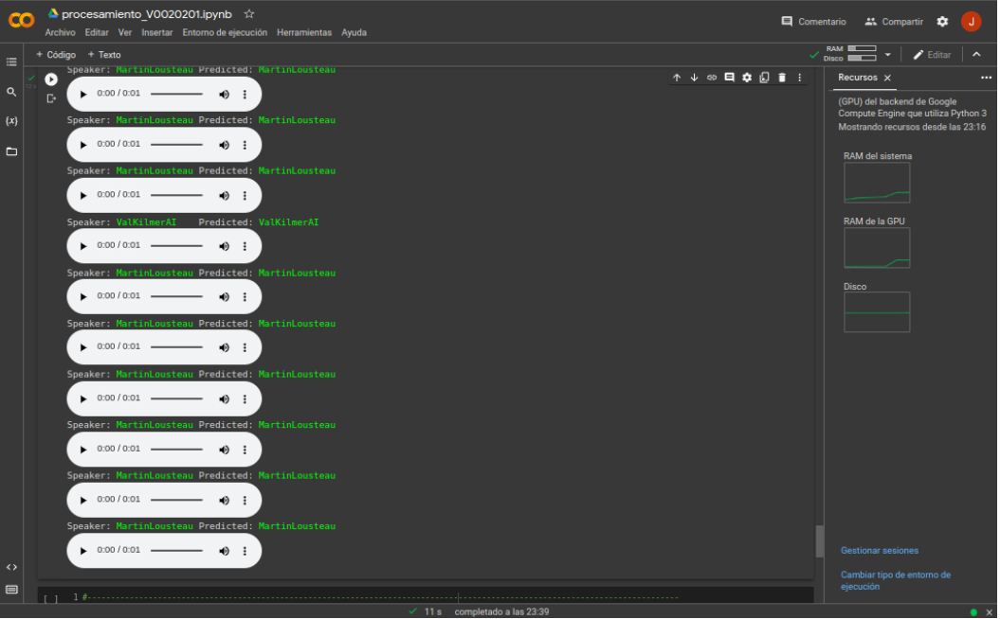 procesamiento_V0020201.ipynb
Archivo Editar Ver Insertar Entorno de ejecución Herramientas Ayuda
Comentario Compartir J
+ Código + Texto
RAM
Disco
Editar
Speaker: MartinLousteau Predicted: MartinLousteau
0:00 / 0:01
Speaker: MartinLousteau Predicted: MartinLousteau
0:00 / 0:01
Speaker: MartinLousteau Predicted: MartinLousteau
0:00 / 0:01
Speaker: ValKilmerAI Predicted: ValKilmerAI
0:00 / 0:01
Speaker: MartinLousteau Predicted: MartinLousteau
0:00 / 0:01
Speaker: MartinLousteau Predicted: MartinLousteau
0:00 / 0:01
Speaker: MartinLousteau Predicted: MartinLousteau
0:00 / 0:01
Speaker: MartinLousteau Predicted: MartinLousteau
0:00 / 0:01
Speaker: MartinLousteau Predicted: MartinLousteau
0:00 / 0:01
Speaker: MartinLousteau Predicted: MartinLousteau
0:00 / 0:01
[ ] 1 #
Recursos
(GPU) del backend de Google
Compute Engine que utiliza Python 3
Mostrando recursos desde las 23:16
RAM del sistema
RAM de la GPU
Disco
Gestionar sesiones
Cambiar tipo de entorno de
ejecución
11 s completado a las 23:39